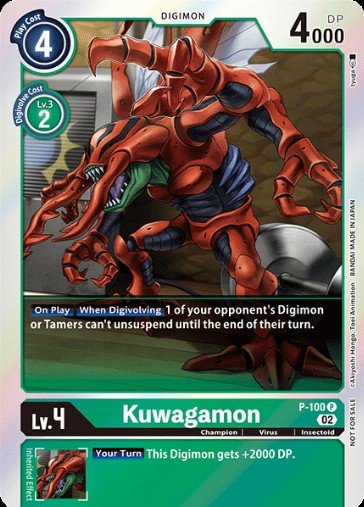 Play Cost
4
DIGIMON
DP
4000
Digivolve Cost
Lv.3
2
On Play When Digivolving 1 of your opponent's Digimon
or Tamers can't unsuspend until the end of their turn.
Lv.4
Kuwagamon
P-100 P
02
Champion Virus Insectoid
Inherited Effect
Your Turn This Digimon gets +2000 DP.
tyuga
©Akiyoshi Hongo, Toei Animation BANDAI MADE IN JAPAN
NOT FOR SALE